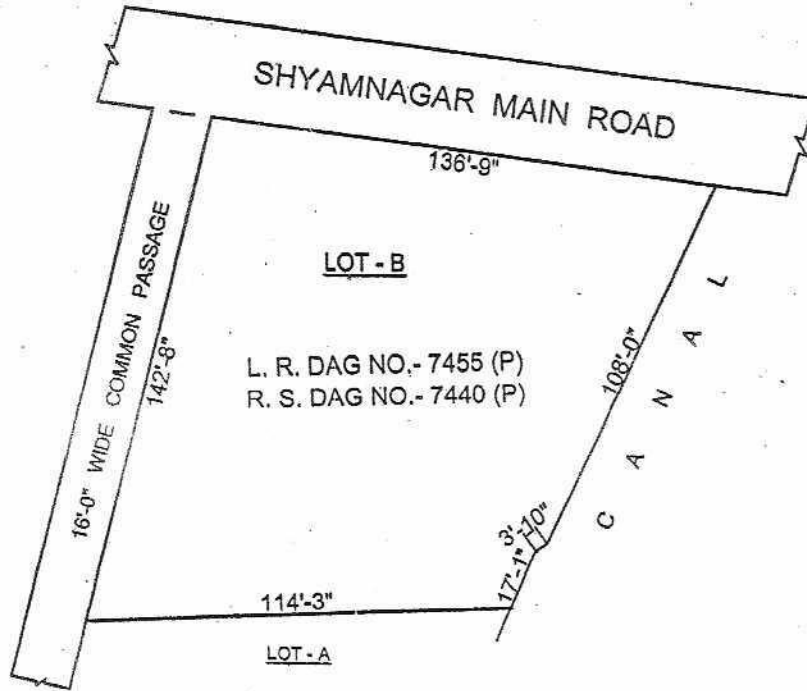 SHYAMNAGAR MAIN ROAD
136'-9"
16'-0" WIDE COMMON PASSAGE
142'-8"
LOT - B
L. R. DAG NO.- 7455 (P)
R. S. DAG NO.- 7440 (P)
108'-0"
CANAL
3'-10"
17'-1"
114'-3"
LOT - A